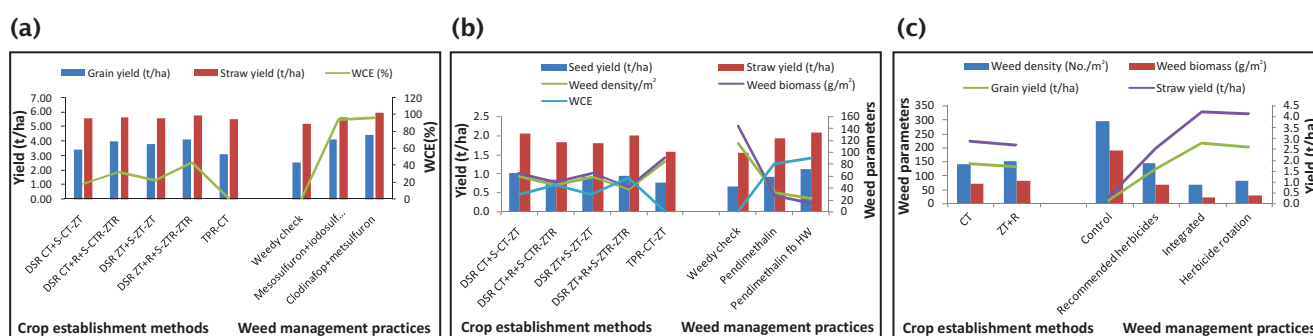 (a)
Grain yield (t/ha)
Straw yield (t/ha)
WCE (%)
Yield (t/ha)
7.00
6.00
5.00
4.00
3.00
2.00
1.00
0.00
120
100
80
60
40
20
0
WCE(%)
DSR CT+S-CT-ZT
DSR CT+R+S-CTR-ZTR
DSR ZT+S-ZT-ZT
DSR ZT+R+S-ZTR-ZTR
TPR-CT
Weedy check
Mesosulfuron+iodosulf...
Clodinafop+metsulfuron
Crop establishment methods
Weed management practices
(b)
Seed yield (t/ha)
Straw yield (t/ha)
Weed density/m²
Weed biomass (g/m²)
WCE
Yield (t/ha)
2.5
2.0
1.5
1.0
0.5
0.0
160
140
120
100
80
60
40
20
0
Weed parameters
DSR CT+S-CT-ZT
DSR CT+R+S-CTR-ZTR
DSR ZT+S-ZT-ZT
DSR ZT+R+S-ZTR-ZTR
TPR-CT-ZT
Weedy check
Pendimethalin
Pendimethalin fb HW
Crop establishment methods
Weed management practices
(c)
Weed density (No./m²)
Weed biomass (g/m²)
Grain yield (t/ha)
Straw yield (t/ha)
Weed parameters
350
300
250
200
150
100
50
0
4.5
4.0
3.5
3.0
2.5
2.0
1.5
1.0
0.5
0.0
Yield (t/ha)
CT
ZT+R
Control
Recommended herbicides
Integrated
Herbicide rotation
Crop establishment methods
Weed management practices